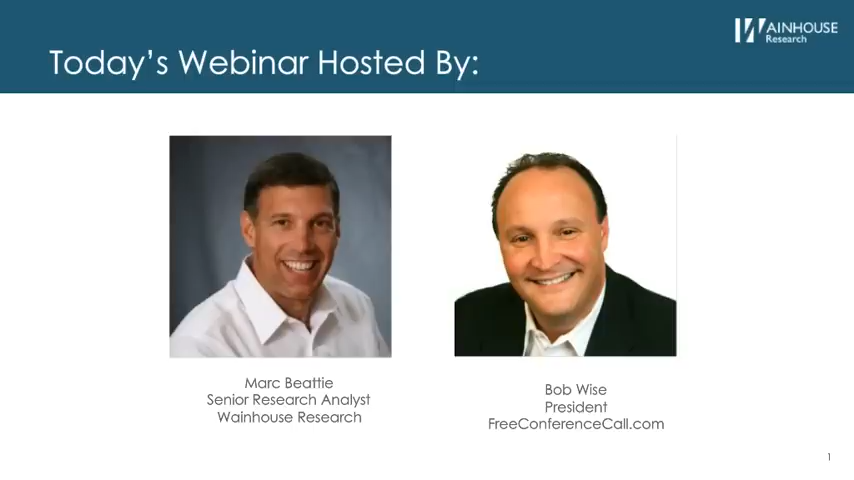 WAINHOUSE
Research
Today's Webinar Hosted By:
Marc Beattie
Senior Research Analyst
Wainhouse Research
Bob Wise
President
FreeConferenceCall.com
1